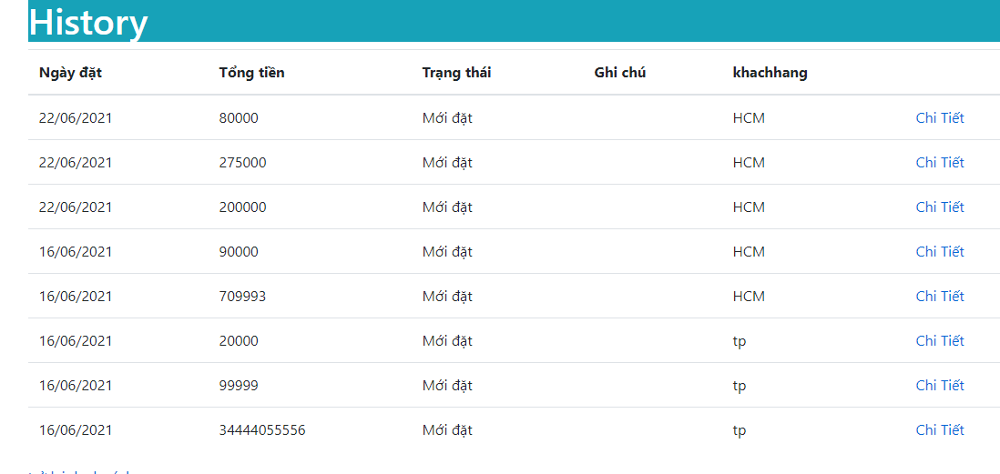 History
Ngày đặt Tổng tiền Trạng thái Ghi chú khachhang
22/06/2021 80000 Mới đặt HCM Chi Tiết
22/06/2021 275000 Mới đặt HCM Chi Tiết
22/06/2021 200000 Mới đặt HCM Chi Tiết
16/06/2021 90000 Mới đặt HCM Chi Tiết
16/06/2021 709993 Mới đặt HCM Chi Tiết
16/06/2021 20000 Mới đặt tp Chi Tiết
16/06/2021 99999 Mới đặt tp Chi Tiết
16/06/2021 34444055556 Mới đặt tp Chi Tiết